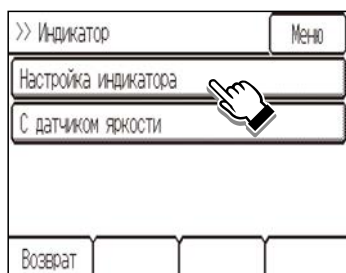 >> Индикатор
Меню
Настройка индикатора
С датчиком яркости
Возврат